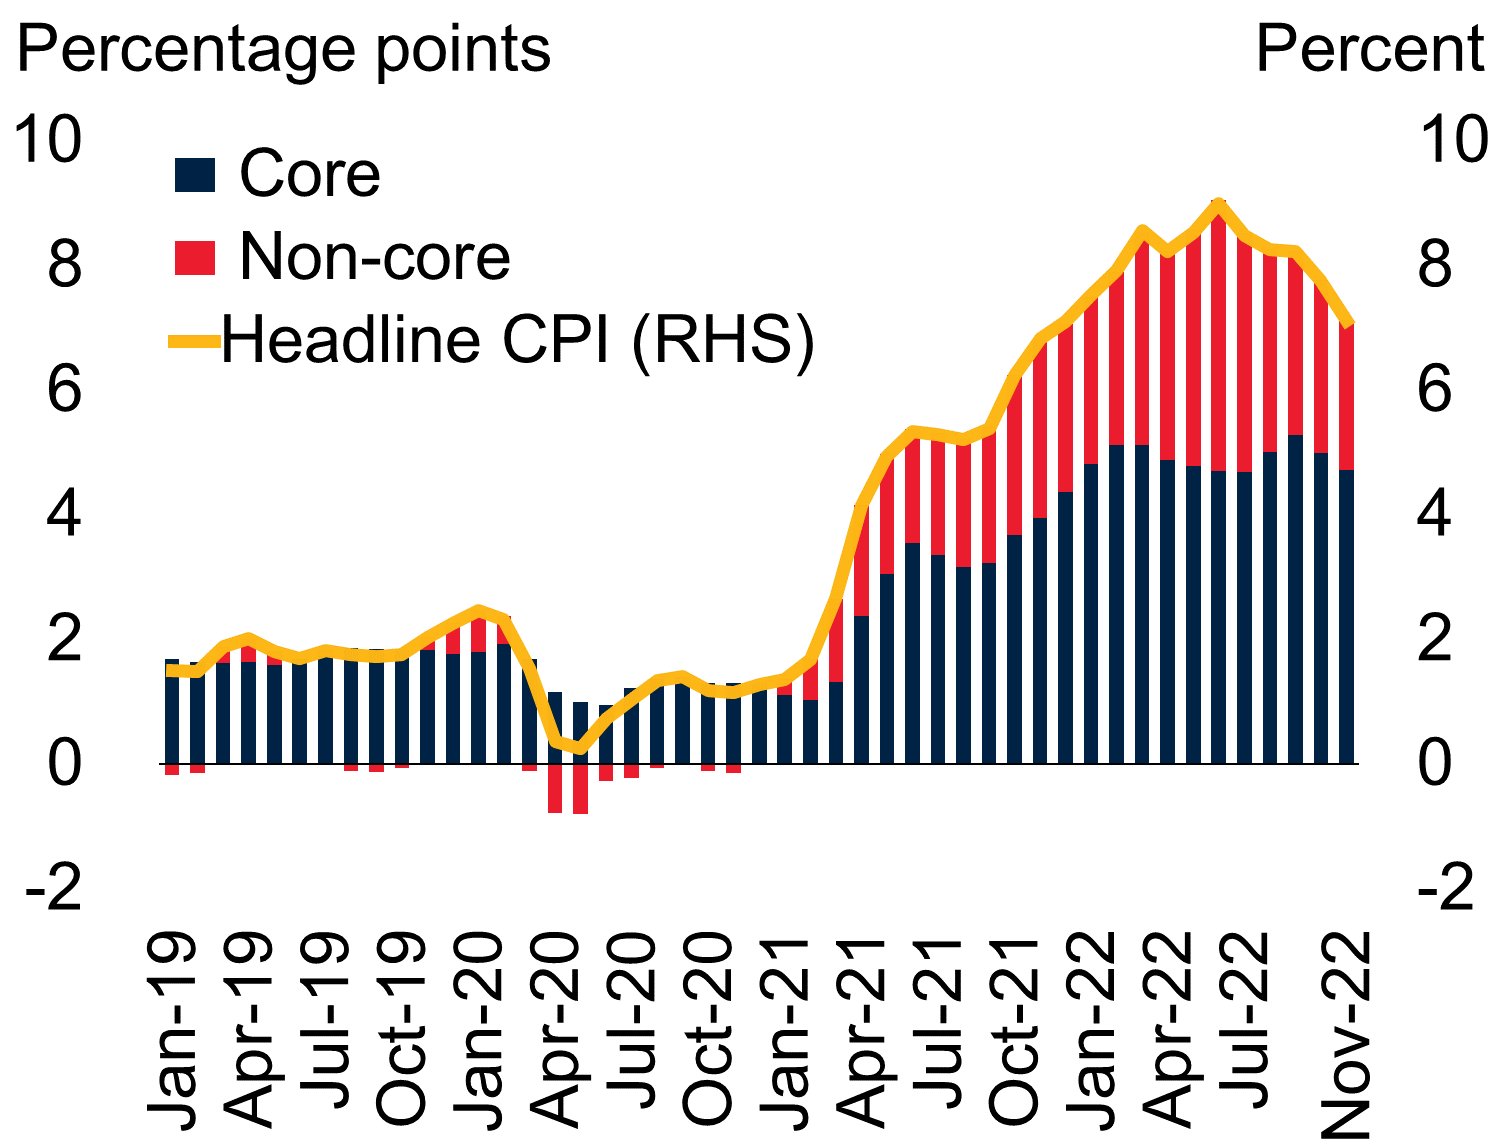 Percentage points
Percent
10
8
6
4
2
0
-2
Core
Non-core
Headline CPI (RHS)
10
8
6
4
2
0
-2
Jan-19
Apr-19
Jul-19
Oct-19
Jan-20
Apr-20
Jul-20
Oct-20
Jan-21
Apr-21
Jul-21
Oct-21
Jan-22
Apr-22
Jul-22
Nov-22